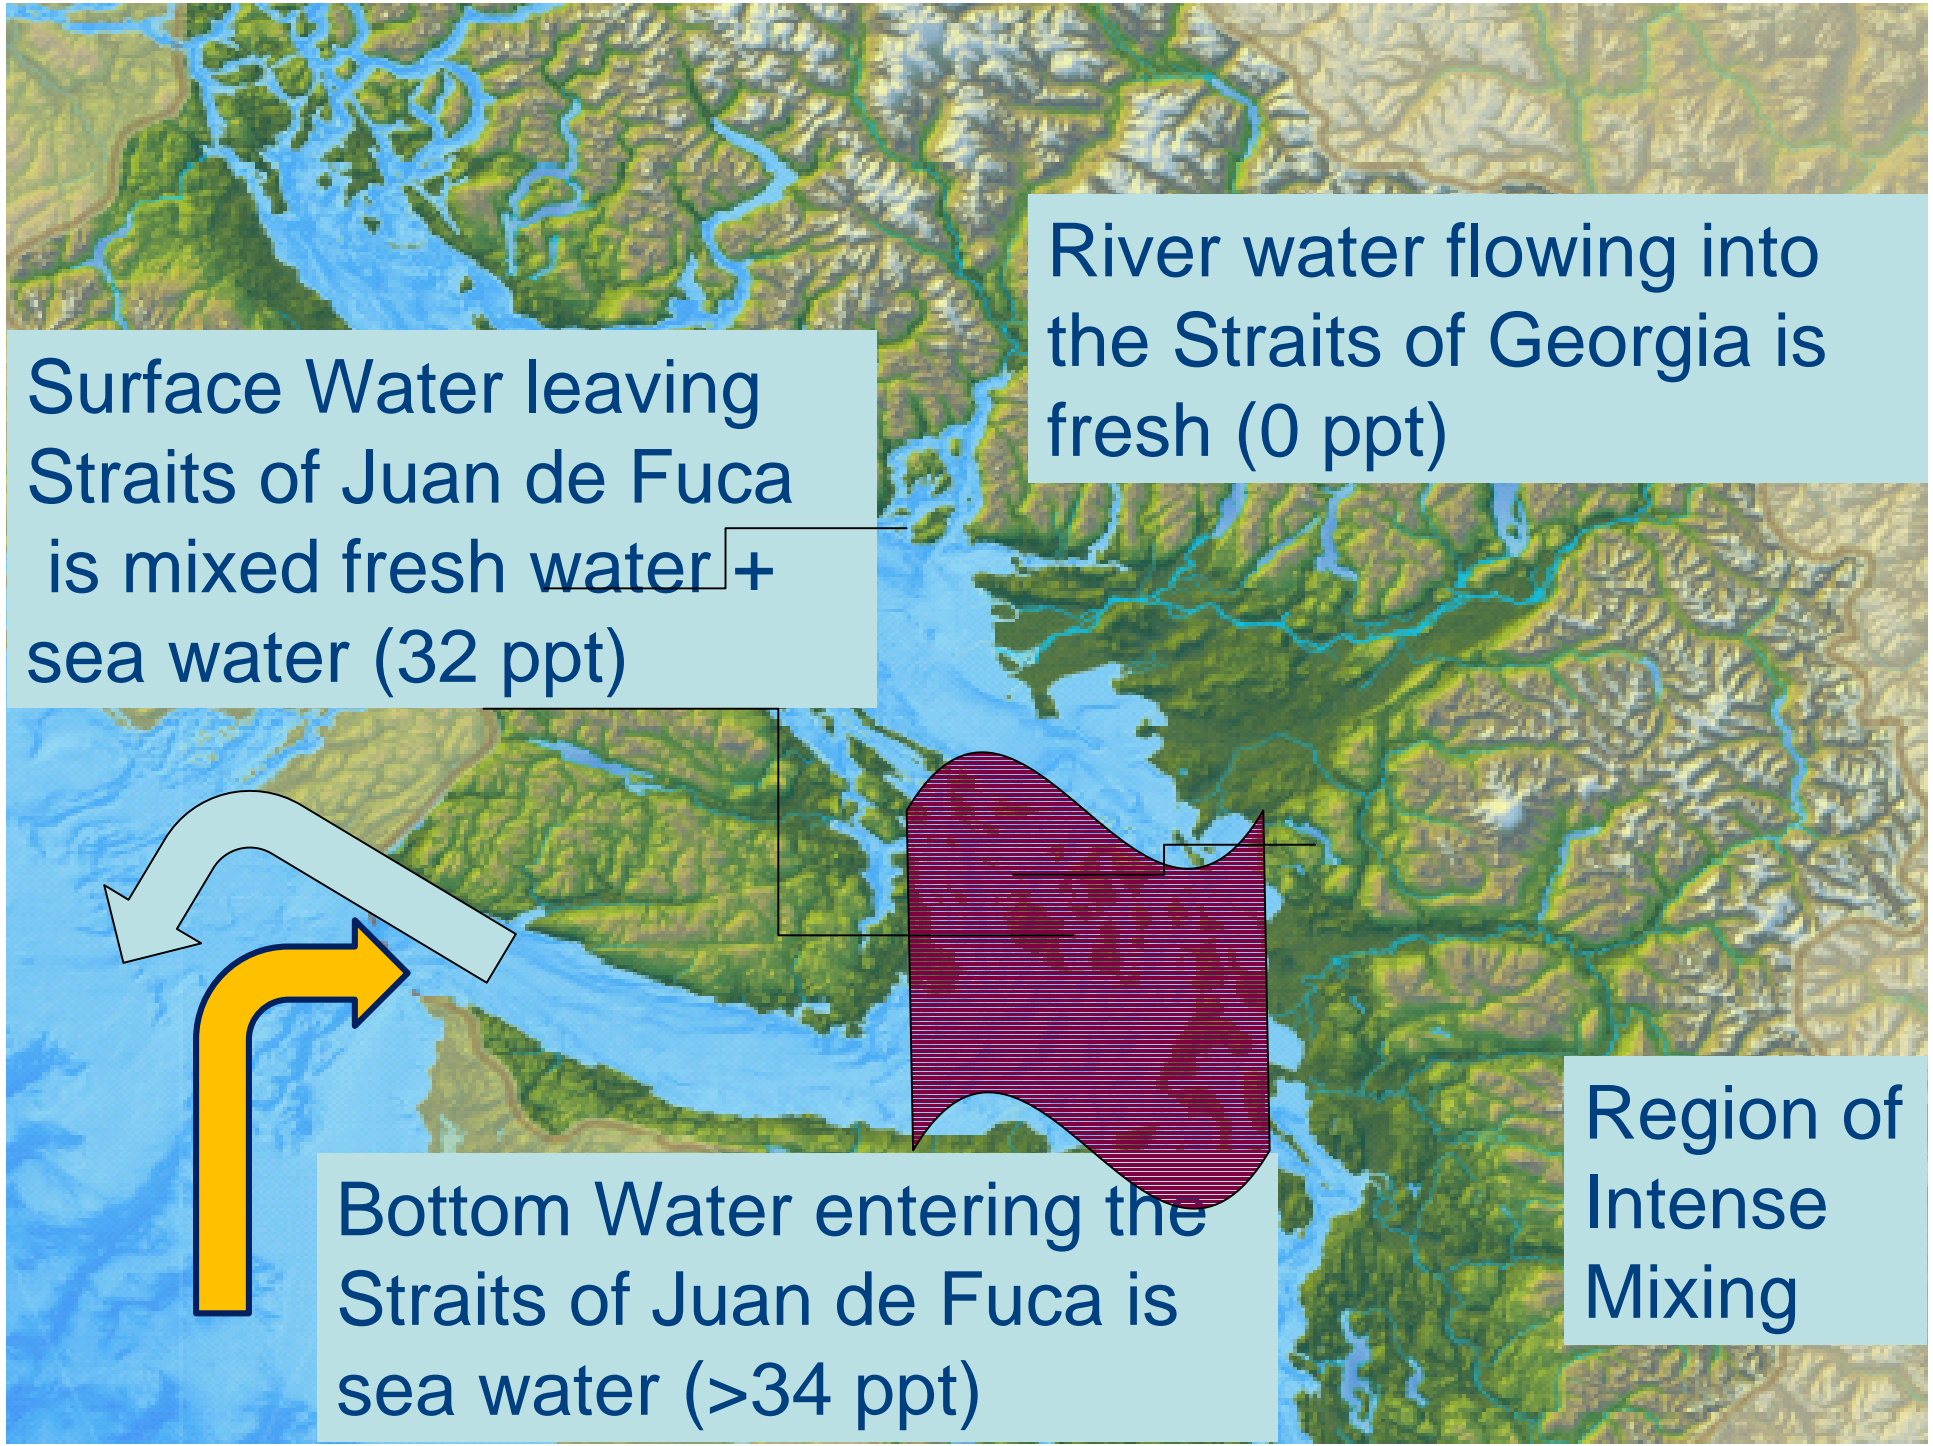 River water flowing into
the Straits of Georgia is
fresh (0 ppt)
Surface Water leaving
Straits of Juan de Fuca
is mixed fresh water +
sea water (32 ppt)
Region of
Intense
Mixing
Bottom Water entering the
Straits of Juan de Fuca is
sea water (>34 ppt)